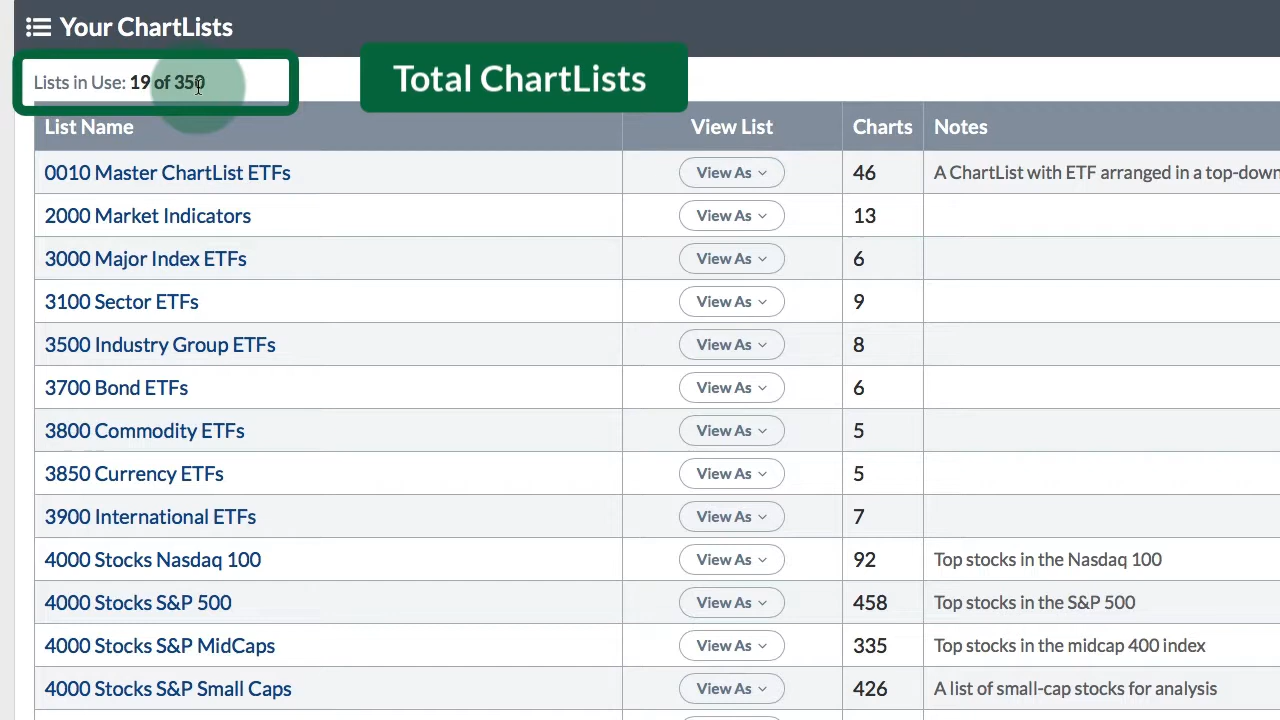 Your ChartLists
Lists in Use: 19 of 350
Total ChartLists
List Name View List Charts Notes
0010 Master ChartList ETFs View As 46 A ChartList with ETF arranged in a top-down
2000 Market Indicators View As 13
3000 Major Index ETFs View As 6
3100 Sector ETFs View As 9
3500 Industry Group ETFs View As 8
3700 Bond ETFs View As 6
3800 Commodity ETFs View As 5
3850 Currency ETFs View As 5
3900 International ETFs View As 7
4000 Stocks Nasdaq 100 View As 92 Top stocks in the Nasdaq 100
4000 Stocks S&P 500 View As 458 Top stocks in the S&P 500
4000 Stocks S&P MidCaps View As 335 Top stocks in the midcap 400 index
4000 Stocks S&P Small Caps View As 426 A list of small-cap stocks for analysis